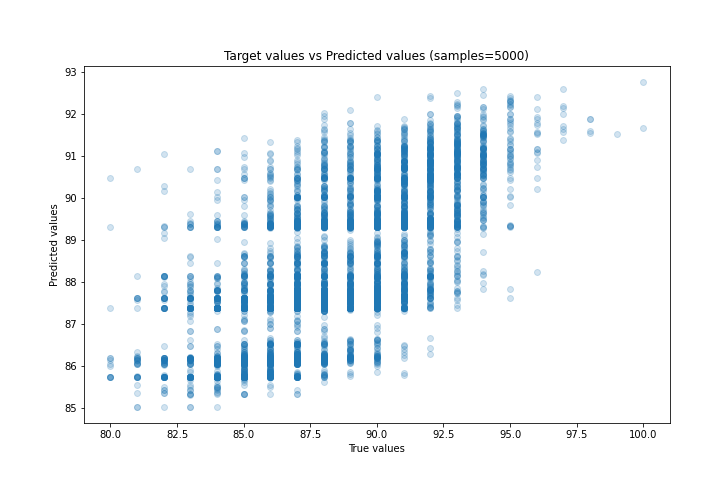 Target values vs Predicted values (samples=5000)
93
92
91
90
89
88
87
86
85
Predicted values
80.0 82.5 85.0 87.5 90.0 92.5 95.0 97.5 100.0
True values